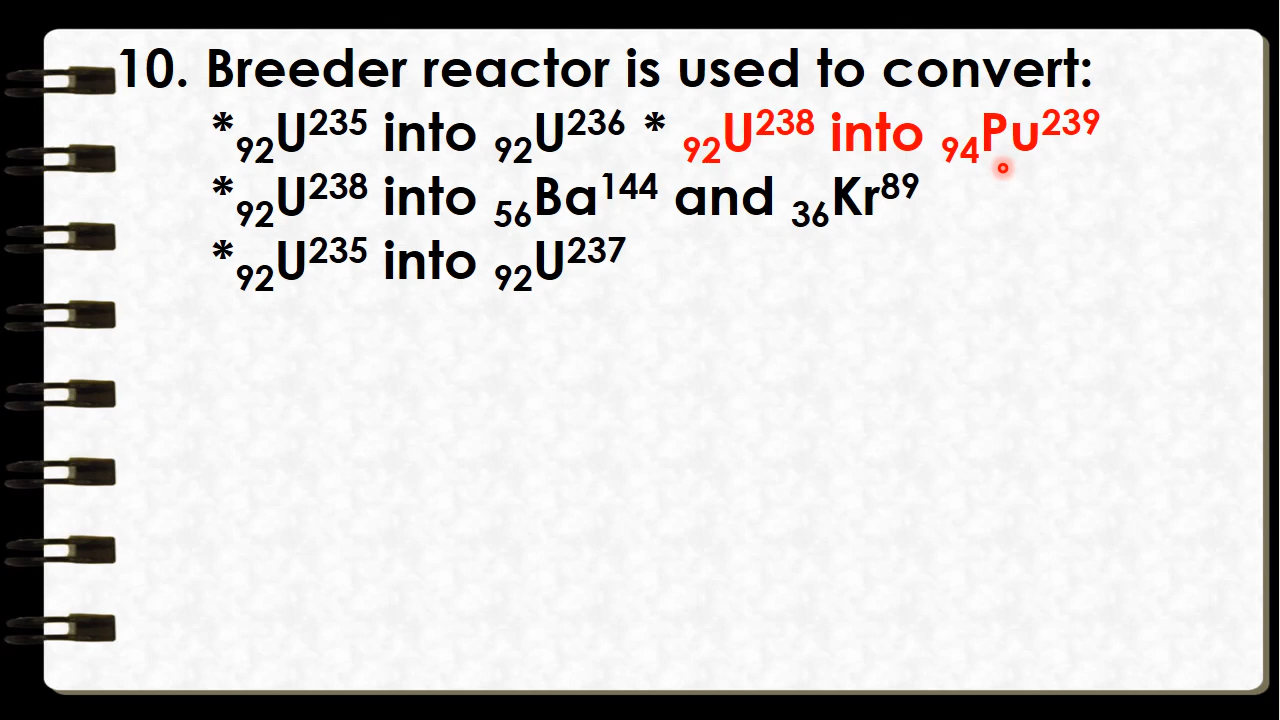 10. Breeder reactor is used to convert:
*₉₂U²³⁵ into ₉₂U²³⁶ * ₉₂U²³⁸ into ₉₄Pu²³⁹
*₉₂U²³⁸ into ₅₆Ba¹⁴⁴ and ₃₆Kr⁸⁹
*₉₂U²³⁵ into ₉₂U²³⁷